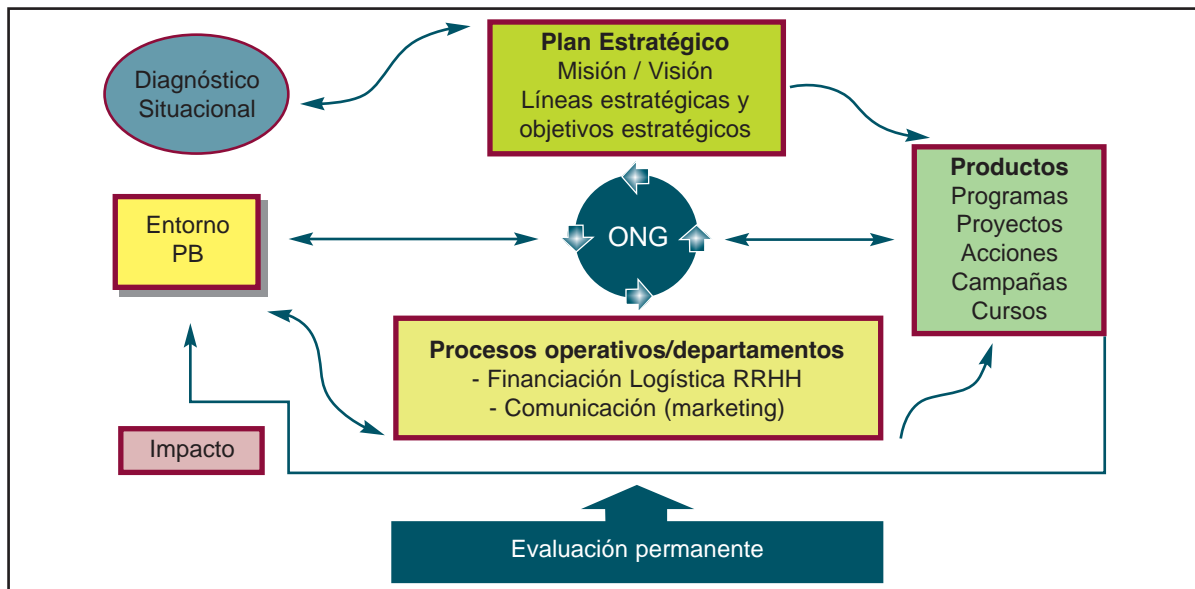 Diagnóstico
Situacional
Plan Estratégico
Misión / Visión
Líneas estratégicas y
objetivos estratégicos
Productos
Programas
Proyectos
Acciones
Campañas
Cursos
Entorno
PB
ONG
Procesos operativos/departamentos
- Financiación Logística RRHH
- Comunicación (marketing)
Impacto
Evaluación permanente